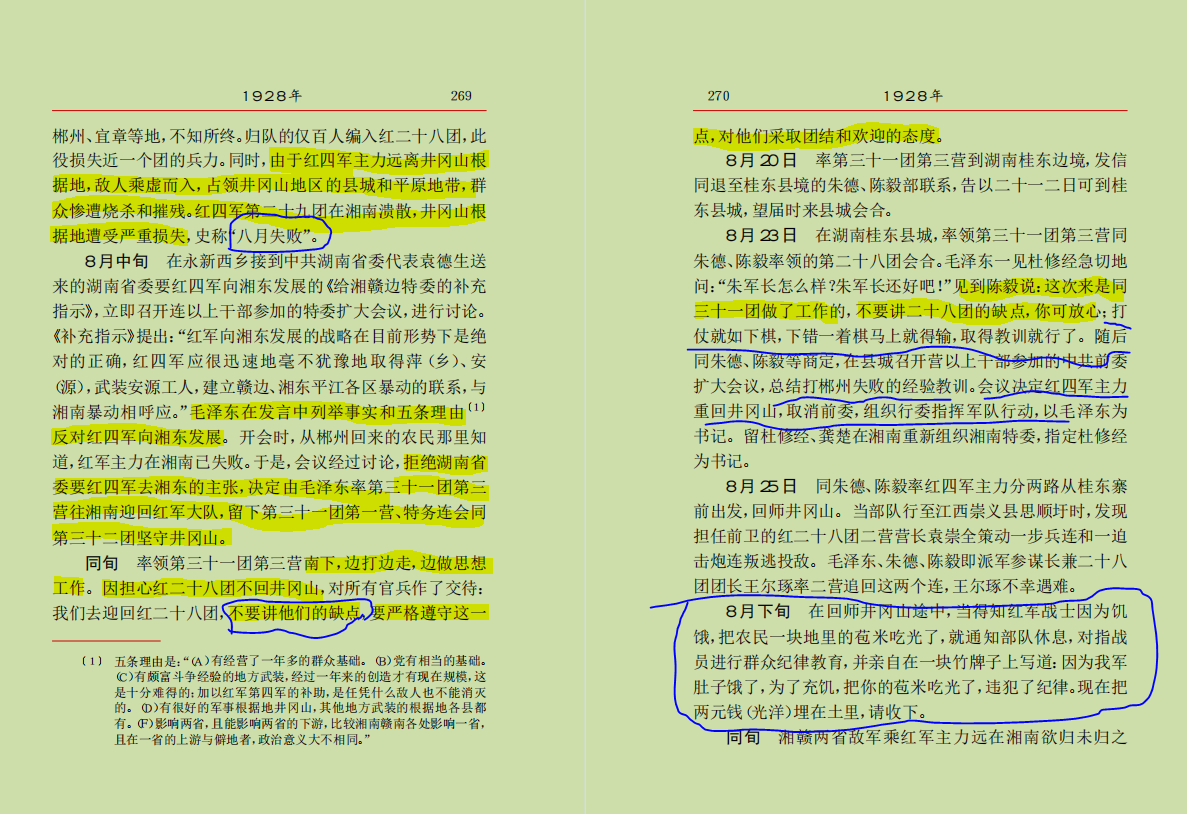 1928年 269
郴州、宜章等地，不知所终。归队的仅百人编入红二十八团，此
役损失近一个团的兵力。同时，由于红四军主力远离井冈山根
据地，敌人乘虚而入，占领井冈山地区的县城和平原地带，群
众惨遭烧杀和摧残。红四军第二十九团在湘南溃散，井冈山根
据地遭受严重损失，史称“八月失败”。
8月中旬 在永新西乡接到中共湖南省委代表袁德生送
来的湖南省委要红四军向湘东发展的《给湘赣边特委的补充
指示》，立即召开连以上干部参加的特委扩大会议，进行讨论。
《补充指示》提出：“红军向湘东发展的战略在目前形势下是绝
对的正确，红四军应很迅速地毫不犹豫地取得萍（乡）、安
（源），武装安源工人，建立赣边、湘东平江各区暴动的联系，与
湘南暴动相呼应。”毛泽东在发言中列举事实和五条理由〔1〕
反对红四军向湘东发展。开会时，从郴州回来的农民那里知
道，红军主力在湘南已失败。于是，会议经过讨论，拒绝湖南省
委要红四军去湘东的主张，决定由毛泽东率第三十一团第三
营往湘南迎回红军大队，留下第三十一团第一营、特务连会同
第三十二团坚守井冈山。
同旬 率领第三十一团第三营南下，边打边走，边做思想
工作。因担心红二十八团不回井冈山，对所有官兵作了交待：
我们去迎回红二十八团，不要讲他们的缺点，要严格遵守这一
〔1〕 五条理由是：“（A）有经营了一年多的群众基础。（B）党有相当的基础。
（C）有颇富斗争经验的地方武装，经过一年来的创造才有现在规模，这
是十分难得的；加以红军第四军的补助，是任凭什么敌人也不能消灭
的。（D）有很好的军事根据地井冈山，其他地方武装的根据地各县都
有。（F）影响两省，且能影响两省的下游，比较湘南赣南各处影响一省，
且在一省的上游与僻地者，政治意义大不相同。”
270 1928年
点，对他们采取团结和欢迎的态度。
8月20日 率第三十一团第三营到湖南桂东边境，发信
同退至桂东县境的朱德、陈毅部联系，告以二十一二日可到桂
东县城，望届时来县城会合。
8月23日 在湖南桂东县城，率领第三十一团第三营同
朱德、陈毅率领的第二十八团会合。毛泽东一见杜修经急切地
问：“朱军长怎么样？朱军长还好吧！”见到陈毅说：这次来是同
三十一团做了工作的，不要讲二十八团的缺点，你可放心；打
仗就如下棋，下错一着棋马上就得输，取得教训就行了。随后
同朱德、陈毅等商定，在县城召开营以上干部参加的中共前委
扩大会议，总结打郴州失败的经验教训。会议决定红四军主力
重回井冈山，取消前委，组织行委指挥军队行动，以毛泽东为
书记。留杜修经、龚楚在湘南重新组织湘南特委，指定杜修经
为书记。
8月25日 同朱德、陈毅率红四军主力分两路从桂东寨
前出发，回师井冈山。当部队行至江西崇义县思顺圩时，发现
担任前卫的红二十八团二营营长袁崇全策动一步兵连和一迫
击炮连叛逃投敌。毛泽东、朱德、陈毅即派军参谋长兼二十八
团团长王尔琢率二营追回这两个连，王尔琢不幸遇难。
8月下旬 在回师井冈山途中，当得知红军战士因为饥
饿，把农民一块地里的苞米吃光了，就通知部队休息，对指战
员进行群众纪律教育，并亲自在一块竹牌子上写道：因为我军
肚子饿了，为了充饥，把你的苞米吃光了，违犯了纪律。现在把
两元钱（光洋）埋在土里，请收下。
同旬 湘赣两省敌军乘红军主力远在湘南欲归未归之